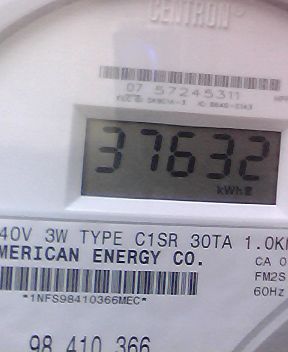 CENTRON®
07 57245311
37632
kWh
40V 3W TYPE C1SR 30TA 1.0K
MERICAN ENERGY CO.
CA 0
FM2S
60Hz
*1NFS98410366MEC*
98 410 366